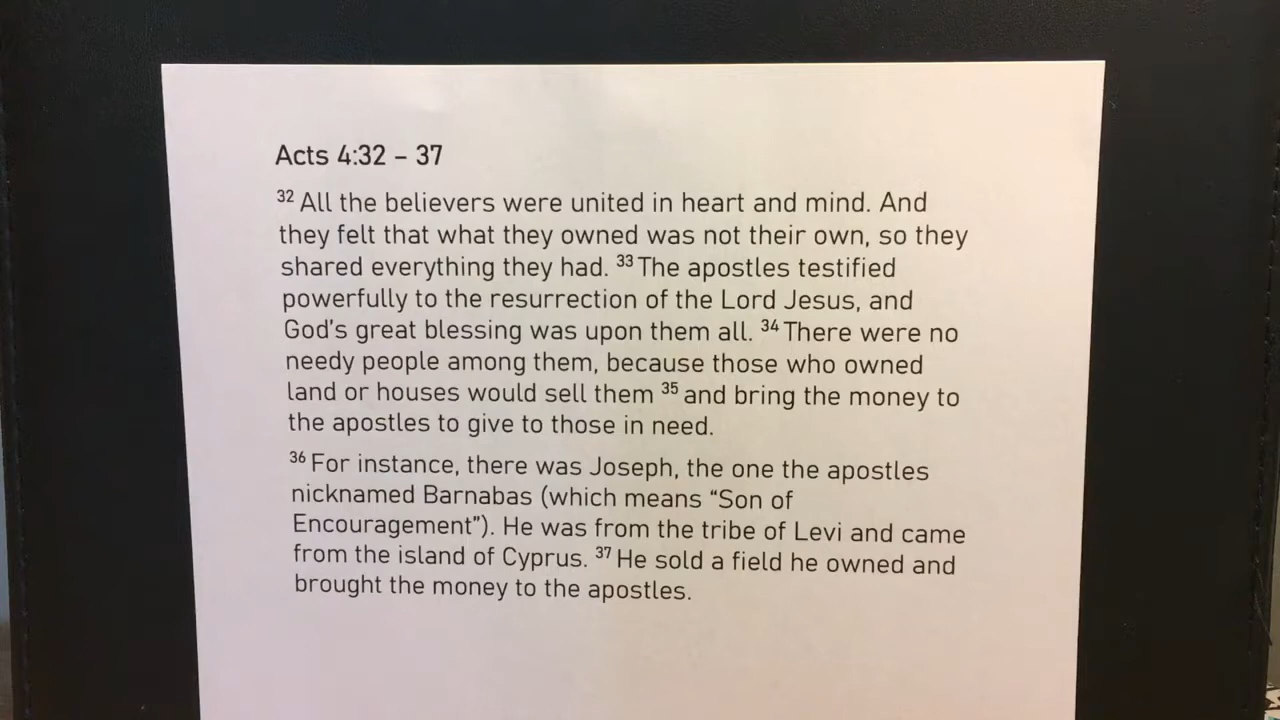 Acts 4:32 – 37
32 All the believers were united in heart and mind. And
they felt that what they owned was not their own, so they
shared everything they had. 33 The apostles testified
powerfully to the resurrection of the Lord Jesus, and
God's great blessing was upon them all. 34 There were no
needy people among them, because those who owned
land or houses would sell them 35 and bring the money to
the apostles to give to those in need.
36 For instance, there was Joseph, the one the apostles
nicknamed Barnabas (which means “Son of
Encouragement”). He was from the tribe of Levi and came
from the island of Cyprus. 37 He sold a field he owned and
brought the money to the apostles.